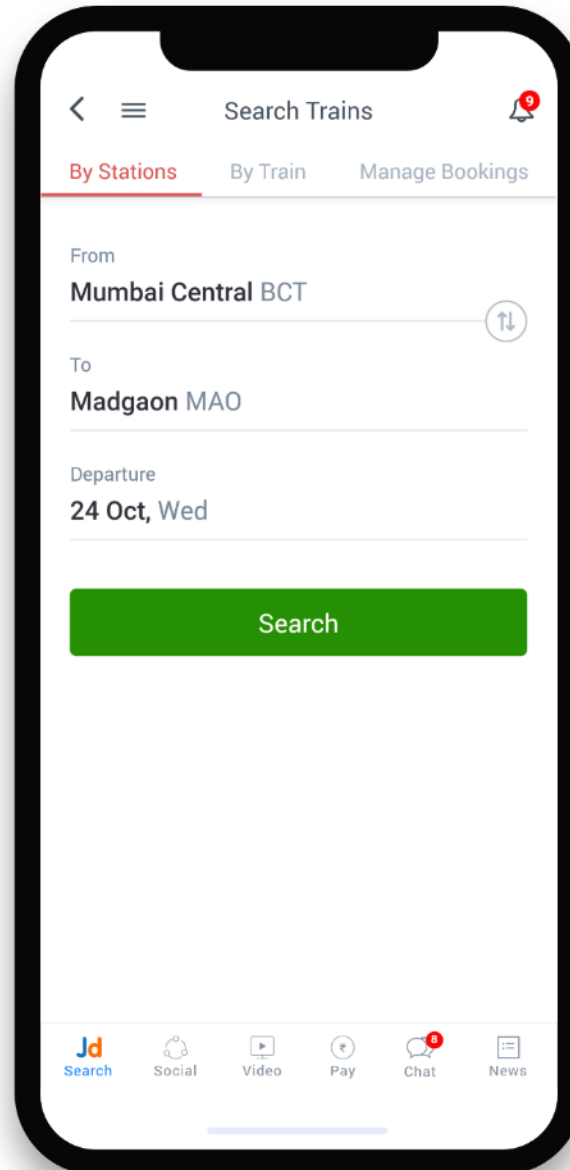 Search Trains
9
By Stations By Train Manage Bookings
From
Mumbai Central BCT
To
Madgaon MAO
Departure
24 Oct, Wed
Search
Jd
8
Search Social Video Pay Chat News